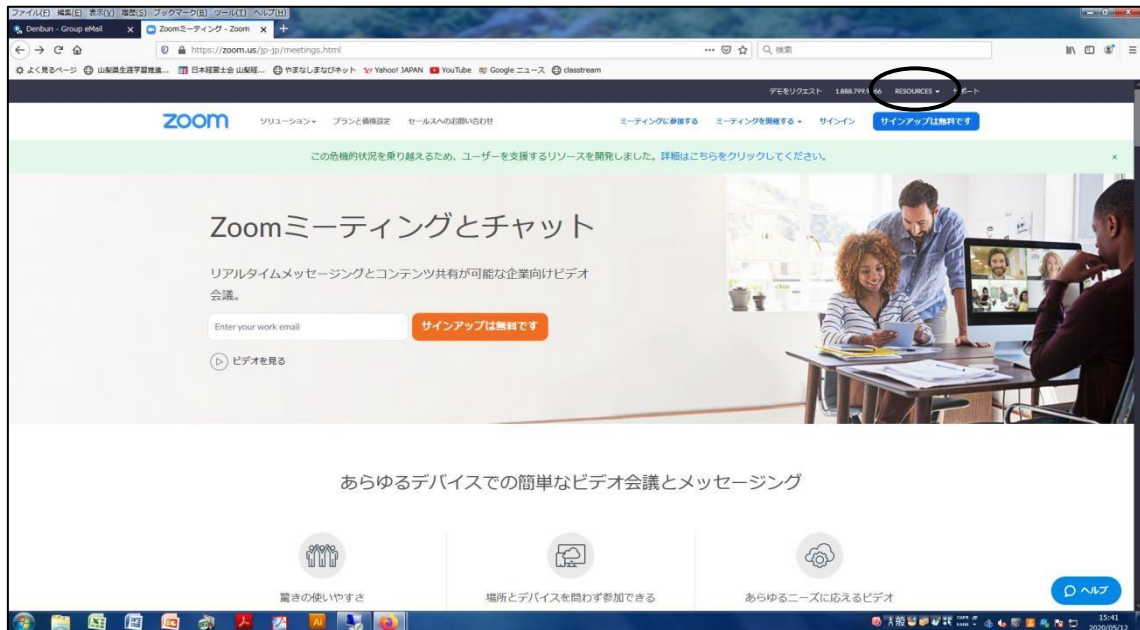 ファイル(F) 編集(E) 表示(V) 履歴(S) ブックマーク(B) ツール(T) ヘルプ(H)
Denbun - Group eMail
Zoomミーティング - Zoom
https://zoom.us/jp-jp/meetings.html
検索
よく見るページ 山梨県生涯学習推進... 日本経営士会 山梨経... やまなしまなびネット Yahoo! JAPAN YouTube Google ニュース classtream
デモをリクエスト 1.888.799. 66 RESOURCES サポート
zoom ソリューション プランと価格設定 セールスへのお問い合わせ ミーティングに参加する ミーティングを開催する サインイン サインアップは無料です
この危機的状況を乗り越えるため、ユーザーを支援するリソースを開発しました。詳細はこちらをクリックしてください。
Zoomミーティングとチャット
リアルタイムメッセージングとコンテンツ共有が可能な企業向けビデオ
会議。
Enter your work email サインアップは無料です
ビデオを見る
あらゆるデバイスでの簡単なビデオ会議とメッセージング
驚きの使いやすさ 場所とデバイスを問わず参加できる あらゆるニーズに応えるビデオ
ヘルプ
15:41
2020/05/12